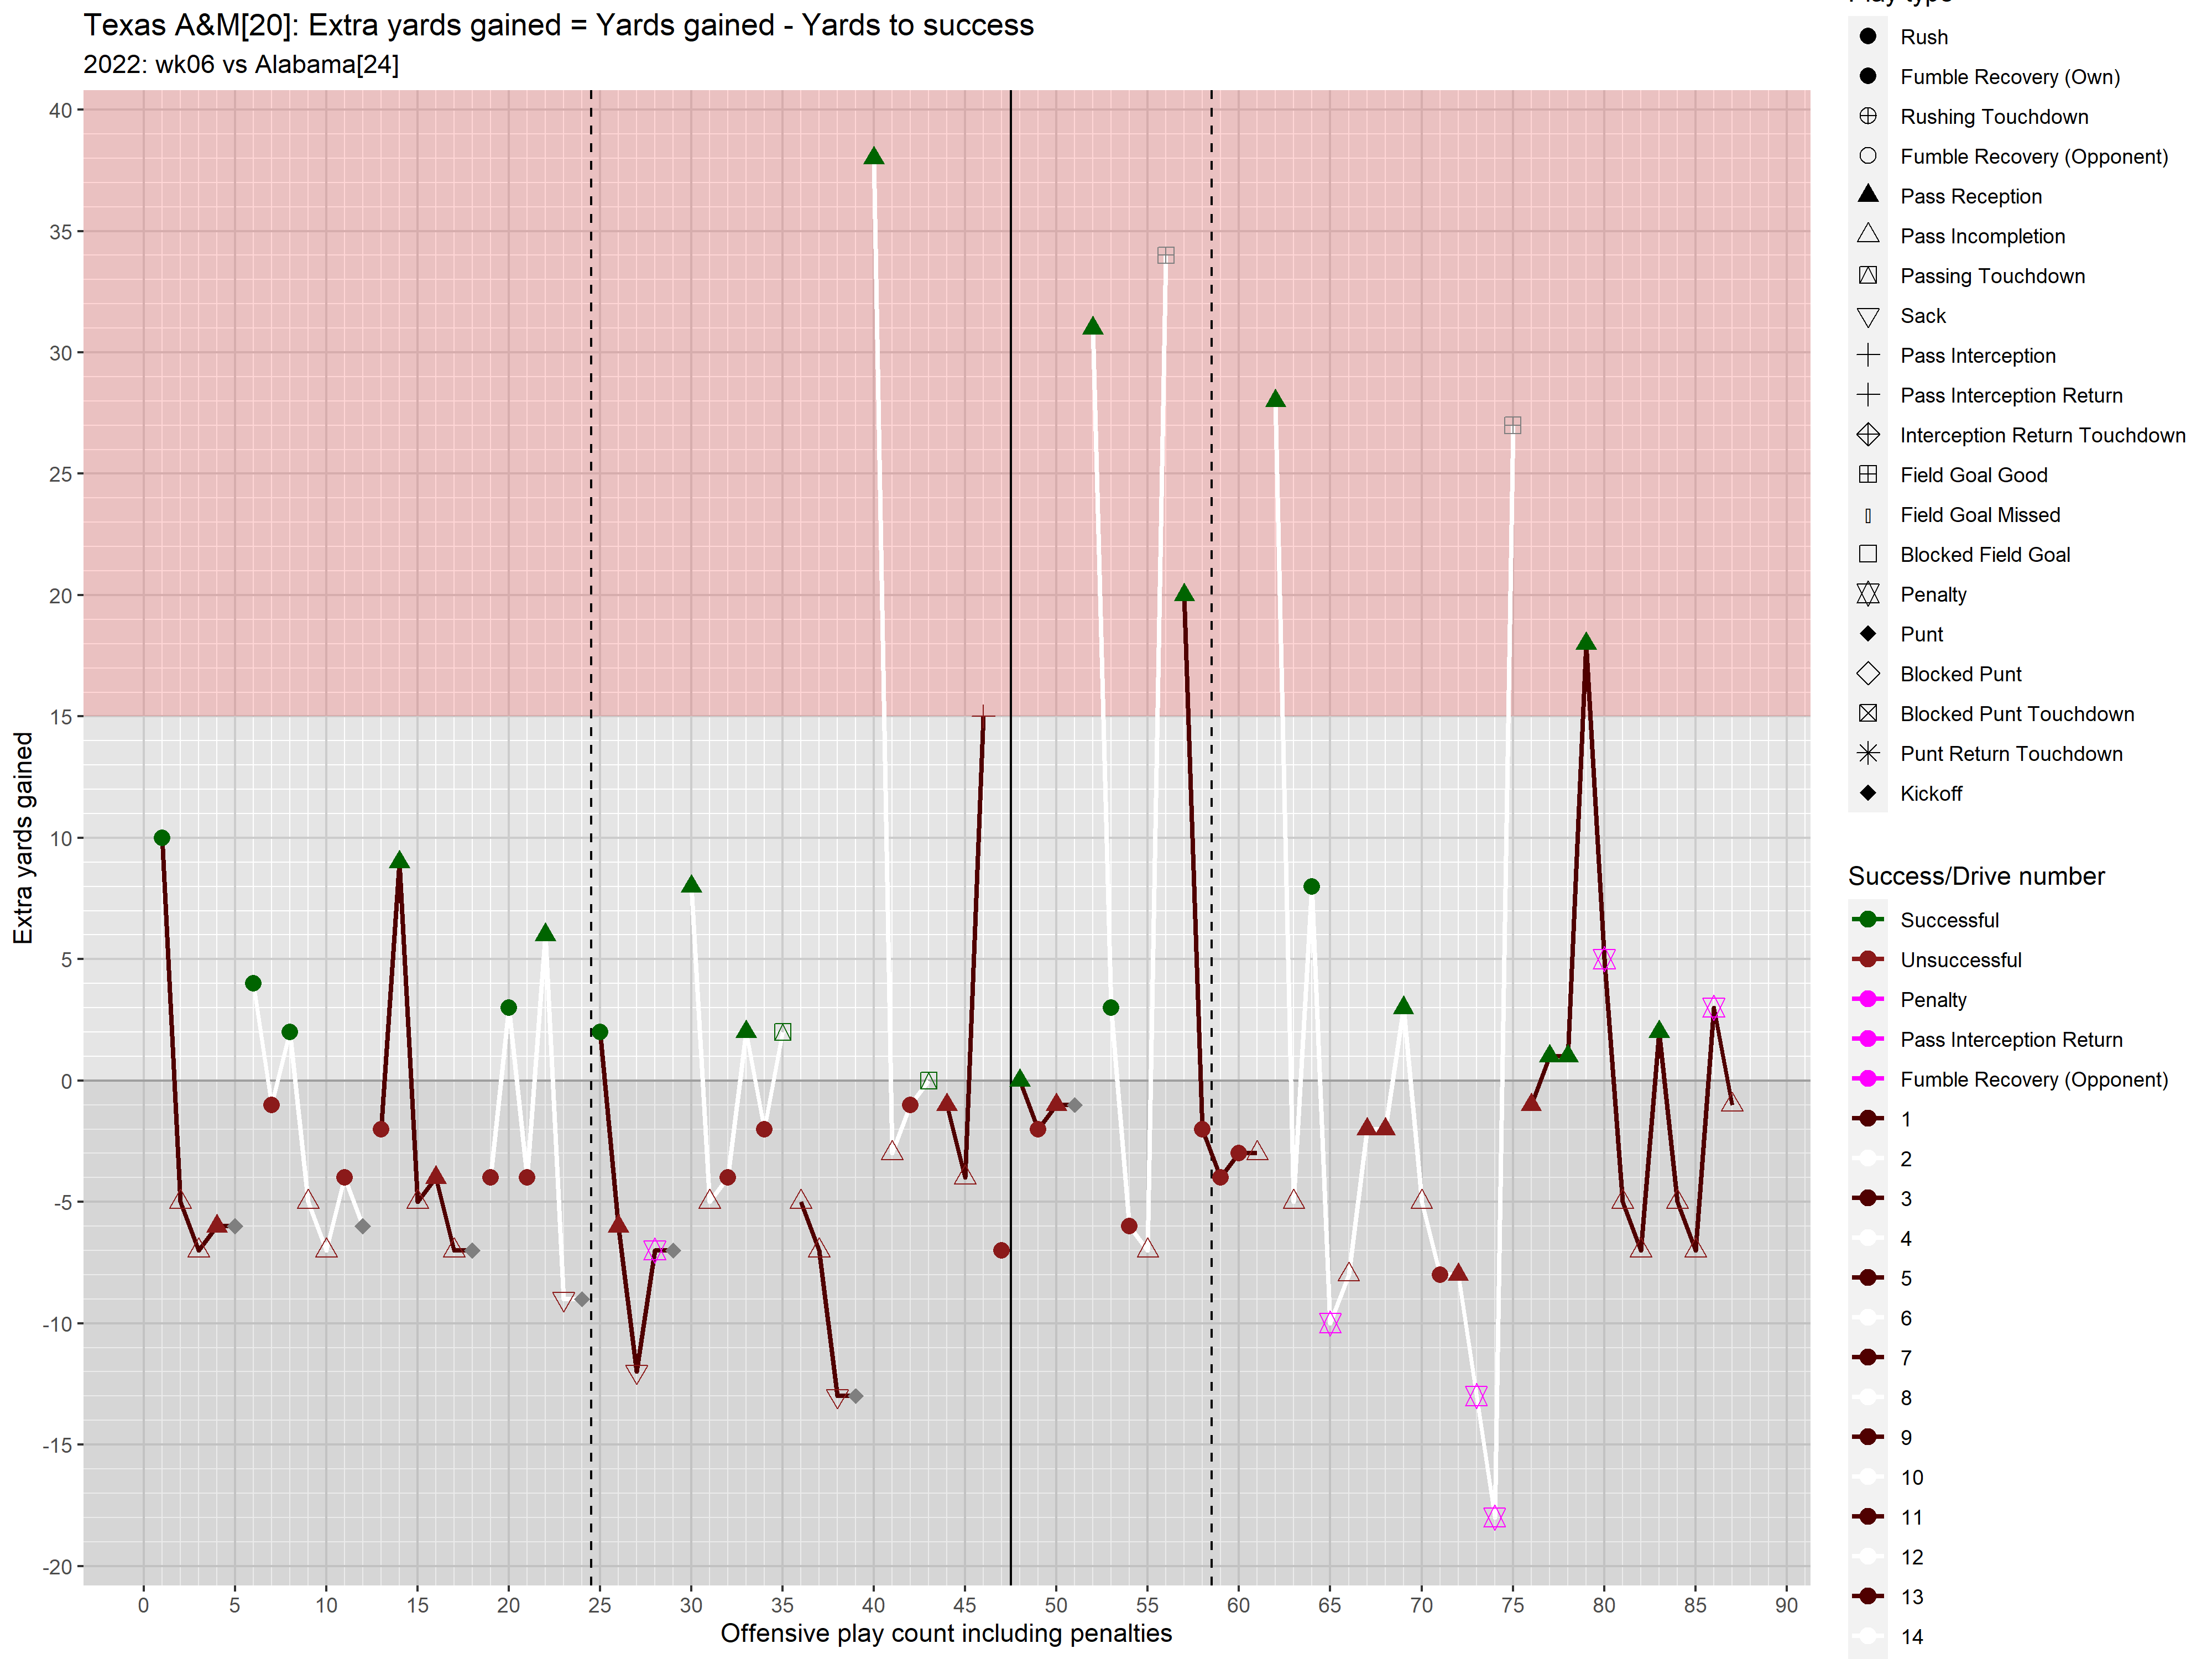 Texas A&M[20]: Extra yards gained = Yards gained - Yards to success
2022: wk06 vs Alabama[24]
Extra yards gained
40
35
30
25
20
15
10
5
0
-5
-10
-15
-20
0 5 10 15 20 25 30 35 40 45 50 55 60 65 70 75 80 85 90
Offensive play count including penalties
Play type
Rush
Fumble Recovery (Own)
Rushing Touchdown
Fumble Recovery (Opponent)
Pass Reception
Pass Incompletion
Passing Touchdown
Sack
Pass Interception
Pass Interception Return
Interception Return Touchdown
Field Goal Good
Field Goal Missed
Blocked Field Goal
Penalty
Punt
Blocked Punt
Blocked Punt Touchdown
Punt Return Touchdown
Kickoff
Success/Drive number
Successful
Unsuccessful
Penalty
Pass Interception Return
Fumble Recovery (Opponent)
1
2
3
4
5
6
7
8
9
10
11
12
13
14